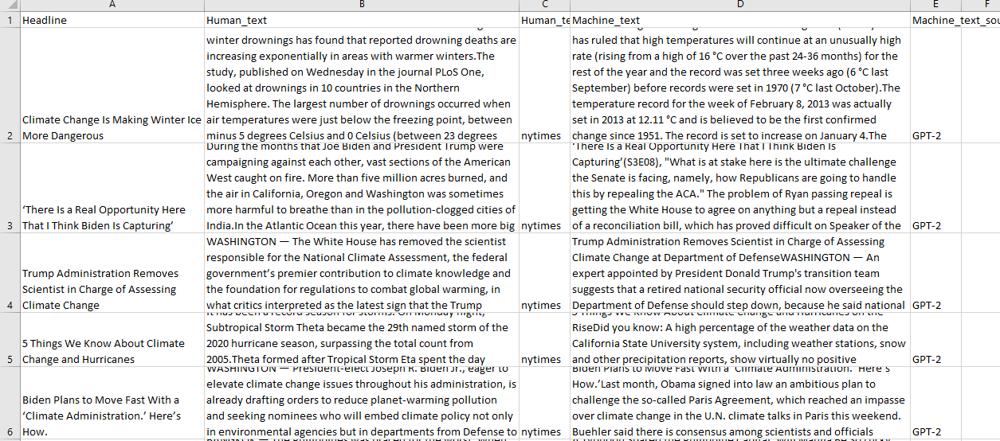 A B C D E F
1 Headline Human_text Human_te Machine_text Machine_text_sou
winter drownings has found that reported drowning deaths are
increasing exponentially in areas with warmer winters.The
study, published on Wednesday in the journal PLoS One,
looked at drownings in 10 countries in the Northern
Hemisphere. The largest number of drownings occurred when
air temperatures were just below the freezing point, between
minus 5 degrees Celsius and 0 Celsius (between 23 degrees
has ruled that high temperatures will continue at an unusually high
rate (rising from a high of 16 °C over the past 24-36 months) for the
rest of the year and the record was set three weeks ago (6 °C last
September) before records were set in 1970 (7 °C last October).The
temperature record for the week of February 8, 2013 was actually
set in 2013 at 12.11 °C and is believed to be the first confirmed
change since 1951. The record is set to increase on January 4.The
Climate Change Is Making Winter Ice
More Dangerous
2 nytimes GPT-2
During the months that Joe Biden and President Trump were
campaigning against each other, vast sections of the American
West caught on fire. More than five million acres burned, and
the air in California, Oregon and Washington was sometimes
more harmful to breathe than in the pollution-clogged cities of
India.In the Atlantic Ocean this year, there have been more big
'There Is a Real Opportunity Here That I Think Biden Is
Capturing'(S3E08), "What is at stake here is the ultimate challenge
the Senate is facing, namely, how Republicans are going to handle
this by repealing the ACA." The problem of Ryan passing repeal is
getting the White House to agree on anything but a repeal instead
of a reconciliation bill, which has proved difficult on Speaker of the
‘There Is a Real Opportunity Here
That I Think Biden Is Capturing’
3 nytimes GPT-2
WASHINGTON — The White House has removed the scientist
responsible for the National Climate Assessment, the federal
government’s premier contribution to climate knowledge and
the foundation for regulations to combat global warming, in
what critics interpreted as the latest sign that the Trump
Trump Administration Removes Scientist in Charge of Assessing
Climate Change at Department of DefenseWASHINGTON — An
expert appointed by President Donald Trump's transition team
suggests that a retired national security official now overseeing the
Department of Defense should step down, because he said national
Trump Administration Removes
Scientist in Charge of Assessing
Climate Change
4 nytimes GPT-2
It has been a record season for storms. On Monday night,
Subtropical Storm Theta became the 29th named storm of the
2020 hurricane season, surpassing the total count from
2005.Theta formed after Tropical Storm Eta spent the day
5 Things We Know About Climate Change and Hurricanes on the
RiseDid you know: A high percentage of the weather data on the
California State University system, including weather stations, snow
and other precipitation reports, show virtually no positive
5 Things We Know About Climate
Change and Hurricanes
5 nytimes GPT-2
WASHINGTON — President-elect Joseph R. Biden Jr., eager to
elevate climate change issues throughout his administration, is
already drafting orders to reduce planet-warming pollution
and seeking nominees who will embed climate policy not only
in environmental agencies but in departments from Defense to
Biden Plans to Move Fast With a 'Climate Administration.' Here's
How.'Last month, Obama signed into law an ambitious plan to
challenge the so-called Paris Agreement, which reached an impasse
over climate change in the U.N. climate talks in Paris this weekend.
Buehler said there is consensus among scientists and officials
Biden Plans to Move Fast With a
‘Climate Administration.’ Here’s
How.
6 nytimes GPT-2